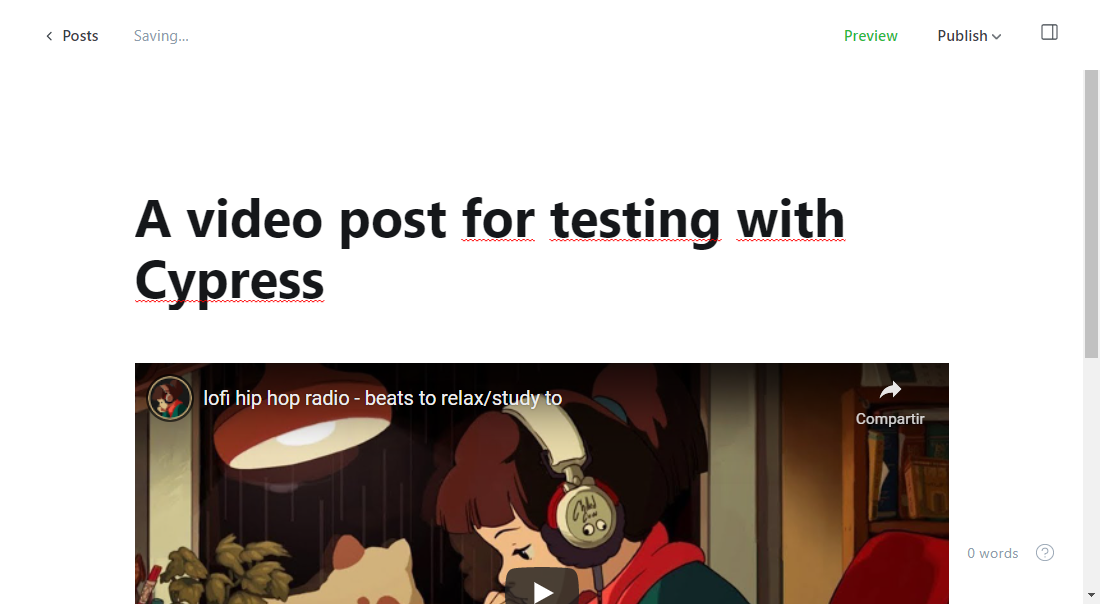 Posts Saving... Preview Publish
A video post for testing with
Cypress
lofi hip hop radio - beats to relax/study to
Compartir
0 words